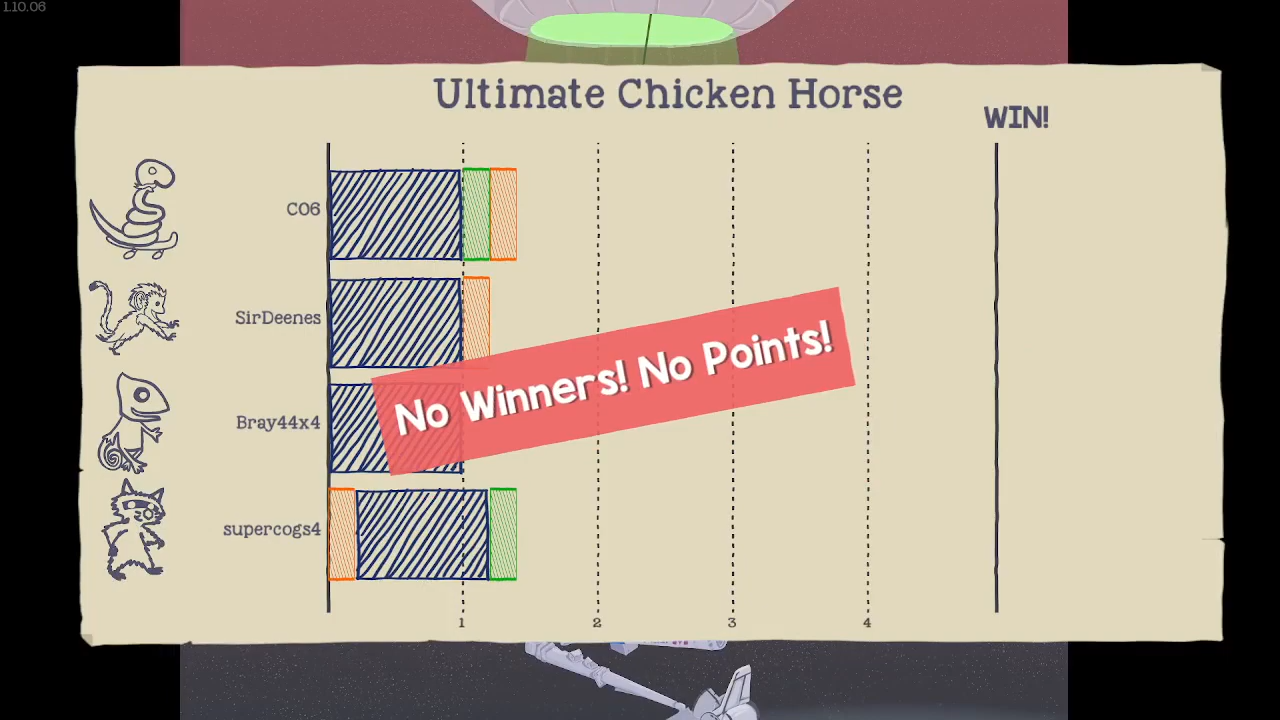 1.10.06
Ultimate Chicken Horse
WIN!
C06
SirDeenes
No Winners! No Points!
Bray44x4
supercogs4
1 2 3 4